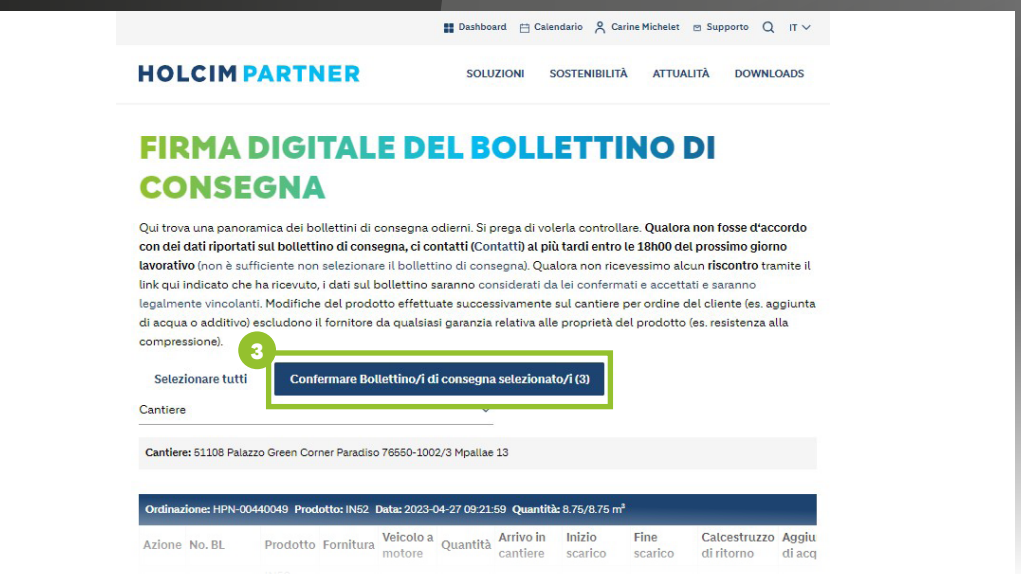 Dashboard Calendario Carine Michelet Supporto IT
HOLCIM PARTNER SOLUZIONI SOSTENIBILITÀ ATTUALITÀ DOWNLOADS
FIRMA DIGITALE DEL BOLLETTINO DI
CONSEGNA
Qui trova una panoramica dei bollettini di consegna odierni. Si prega di volerla controllare. Qualora non fosse d‘accordo
con dei dati riportati sul bollettino di consegna, ci contatti (Contatti) al più tardi entro le 18h00 del prossimo giorno
lavorativo (non è sufficiente non selezionare il bollettino di consegna). Qualora non ricevessimo alcun riscontro tramite il
link qui indicato che ha ricevuto, i dati sul bollettino saranno considerati da lei confermati e accettati e saranno
legalmente vincolanti. Modifiche del prodotto effettuate successivamente sul cantiere per ordine del cliente (es. aggiunta
di acqua o additivo) escludono il fornitore da qualsiasi garanzia relativa alle proprietà del prodotto (es. resistenza alla
compressione).
3
Selezionare tutti Confermare Bollettino/i di consegna selezionato/i (3)
Cantiere
Cantiere: 51108 Palazzo Green Corner Paradiso 76550-1002/3 Mpallae 13
Ordinazione: HPN-00440049 Prodotto: IN52 Data: 2023-04-27 09:21:59 Quantità: 8.75/8.75 m³
Azione No. BL Prodotto Fornitura Veicolo a motore Quantità Arrivo in cantiere Inizio scarico Fine scarico Calcestruzzo di ritorno Aggiu di acq